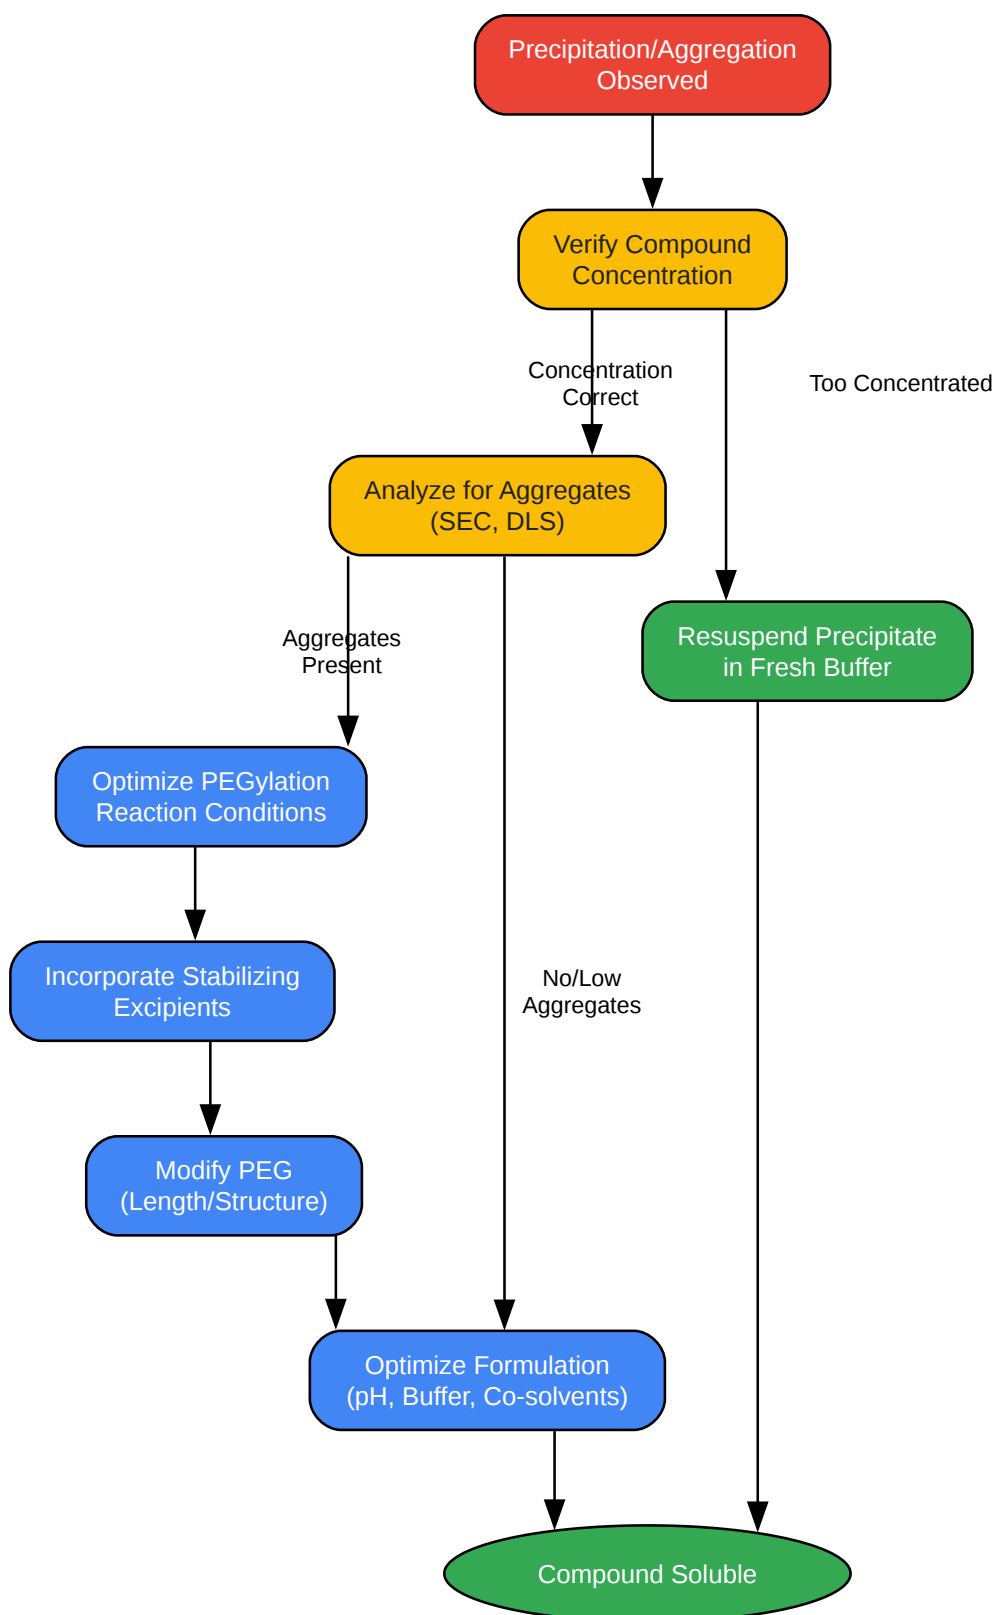 Precipitation/Aggregation
Observed
Verify Compound
Concentration
Concentration
Correct
Too Concentrated
Analyze for Aggregates
(SEC, DLS)
Aggregates
Present
Resuspend Precipitate
in Fresh Buffer
Optimize PEGylation
Reaction Conditions
Incorporate Stabilizing
Excipients
No/Low
Aggregates
Modify PEG
(Length/Structure)
Optimize Formulation
(pH, Buffer, Co-solvents)
Compound Soluble